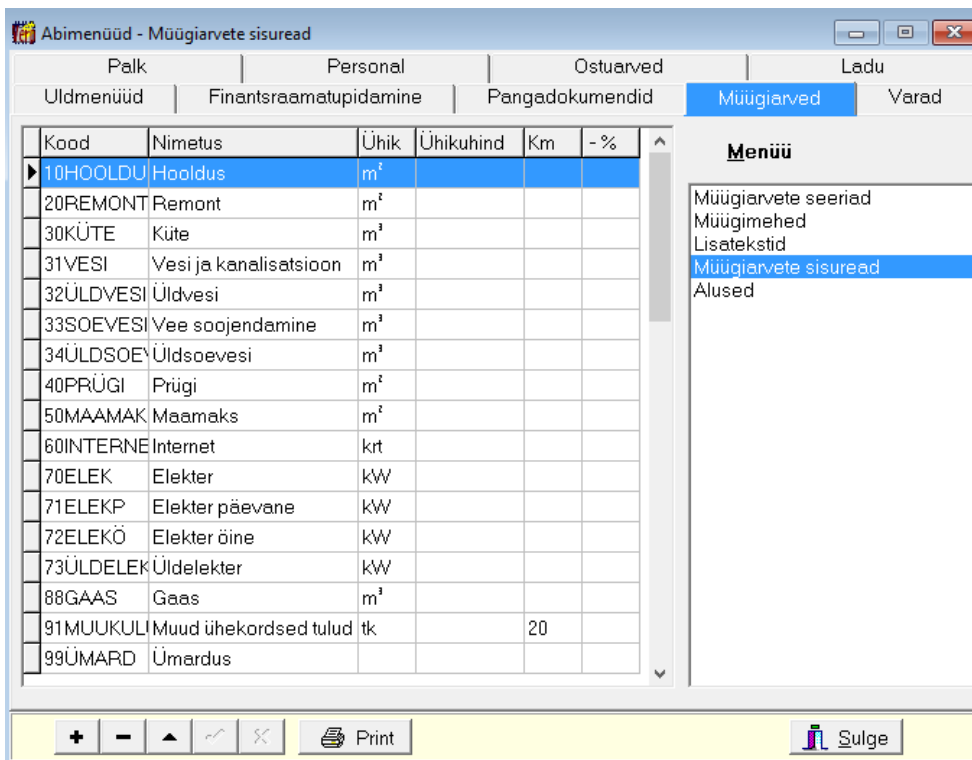 Abimenüüd - Müügiarvete sisuread
Palk Personal Ostuarved Ladu
Uldmenüüd Finantsraamatupidamine Pangadokumendid Müügiarved Varad
Kood Nimetus Ühik Ühikuhind Km - %
10HOOLDU Hooldus m²
20REMONT Remont m²
30KÜTE Küte m³
31VESI Vesi ja kanalisatsioon m³
32ÜLDVESI Üldvesi m³
33SOEVESI Vee soojendamine m³
34ÜLDSOEV Üldsoevesi m³
40PRÜGI Prügi m²
50MAAMAK Maamaks m²
60INTERNE Internet krt
70ELEK Elekter kW
71ELEKP Elekter päevane kW
72ELEKÖ Elekter öine kW
73ÜLDELEK Üldelekter kW
88GAAS Gaas m³
91MUUKULU Muud ühekordsed tulud tk 20
99ÜMARD Ümardus
Menüü
Müügiarvete seeriad
Müügimehed
Lisatekstid
Müügiarvete sisuread
Alused
Print
Sulge